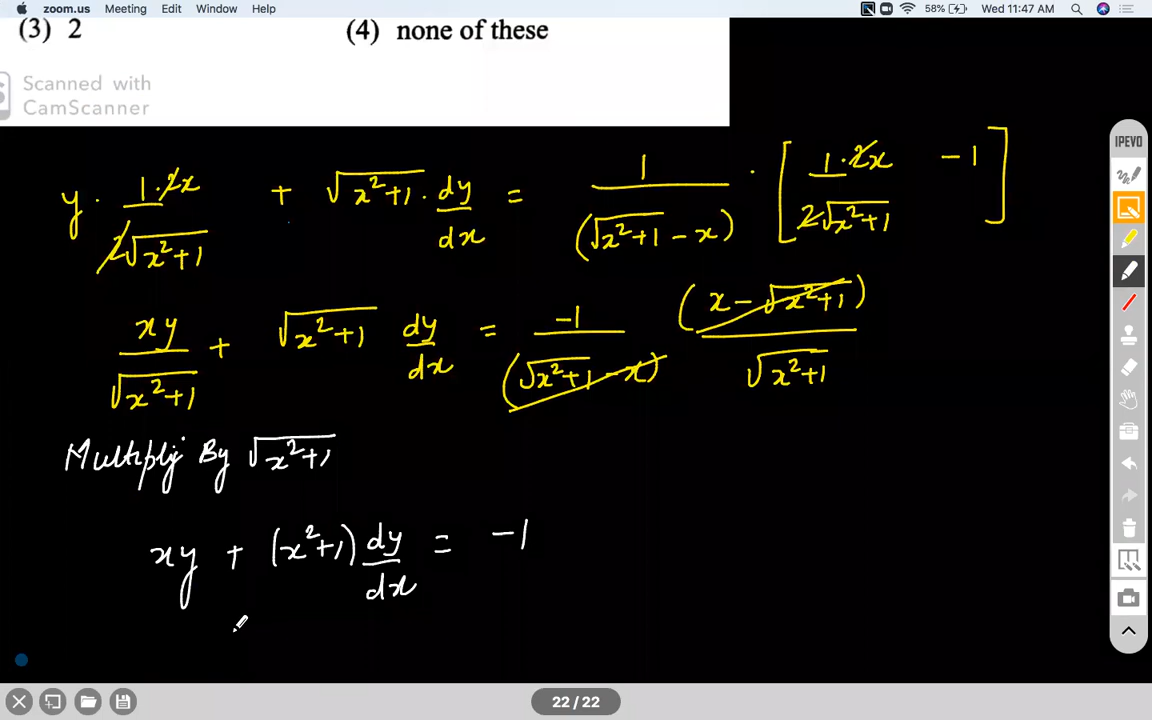 zoom.us Meeting Edit Window Help 58% Wed 11:47 AM
(3) 2 (4) none of these
Scanned with
CamScanner
IPEVO
y · 1·2x / 2√(x²+1) + √(x²+1) · dy/dx = 1 / (√(x²+1) − x) · [1·2x / 2√(x²+1) − 1]
xy / √(x²+1) + √(x²+1) dy/dx = −1 / (√(x²+1) − x) (x − √(x²+1)) / √(x²+1)
Multiply By √(x²+1)
xy + (x²+1) dy/dx = −1
22 / 22